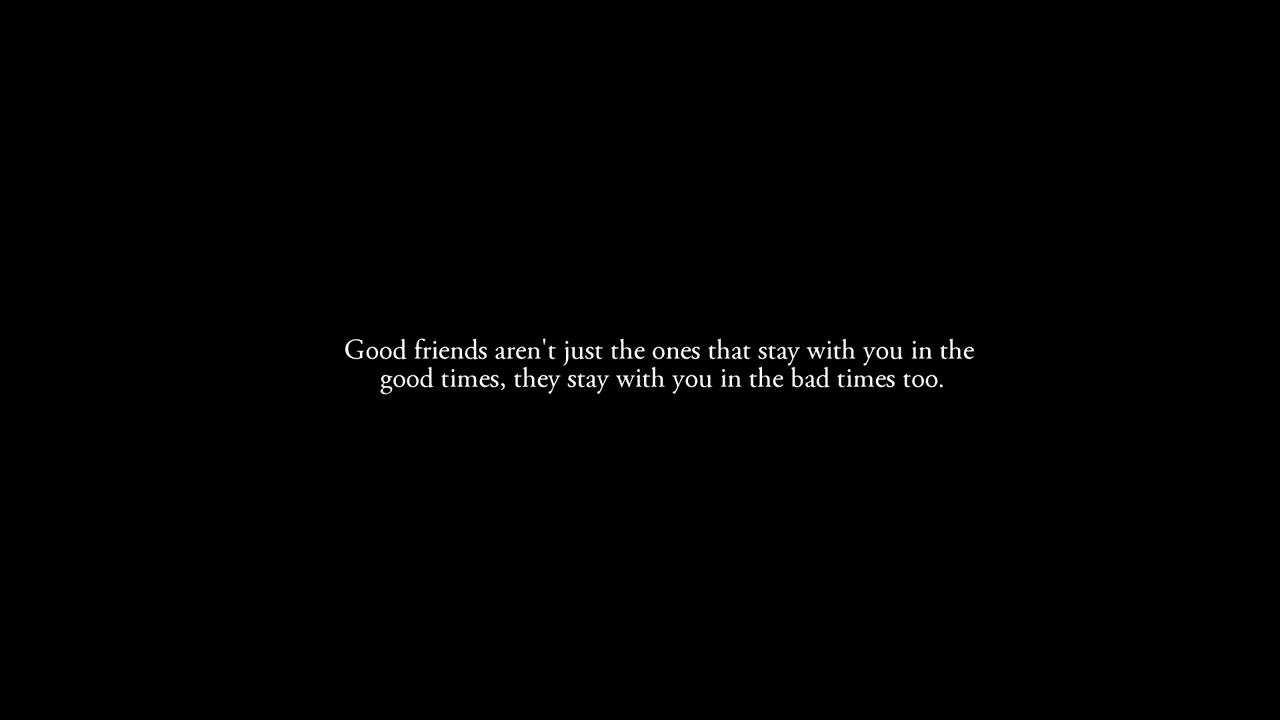 Good friends aren't just the ones that stay with you in the
good times, they stay with you in the bad times too.